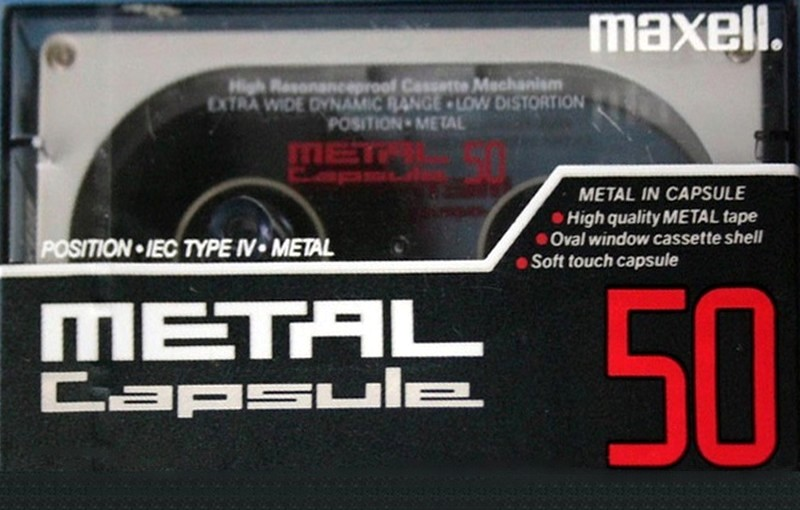 maxell®
High Resonanceproof Cassette Mechanism
EXTRA WIDE DYNAMIC RANGE • LOW DISTORTION
POSITION • METAL
METAL 50
Capsule
METAL IN CAPSULE
• High quality METAL tape
• Oval window cassette shell
• Soft touch capsule
POSITION • IEC TYPE IV • METAL
METAL
Capsule
50